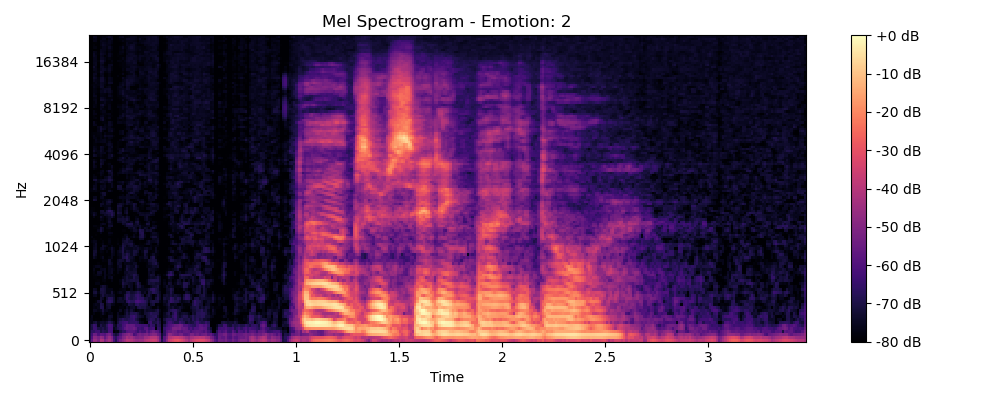 Mel Spectrogram - Emotion: 2
Hz
16384
8192
4096
2048
1024
512
0
0 0.5 1 1.5 2 2.5 3
Time
+0 dB
-10 dB
-20 dB
-30 dB
-40 dB
-50 dB
-60 dB
-70 dB
-80 dB